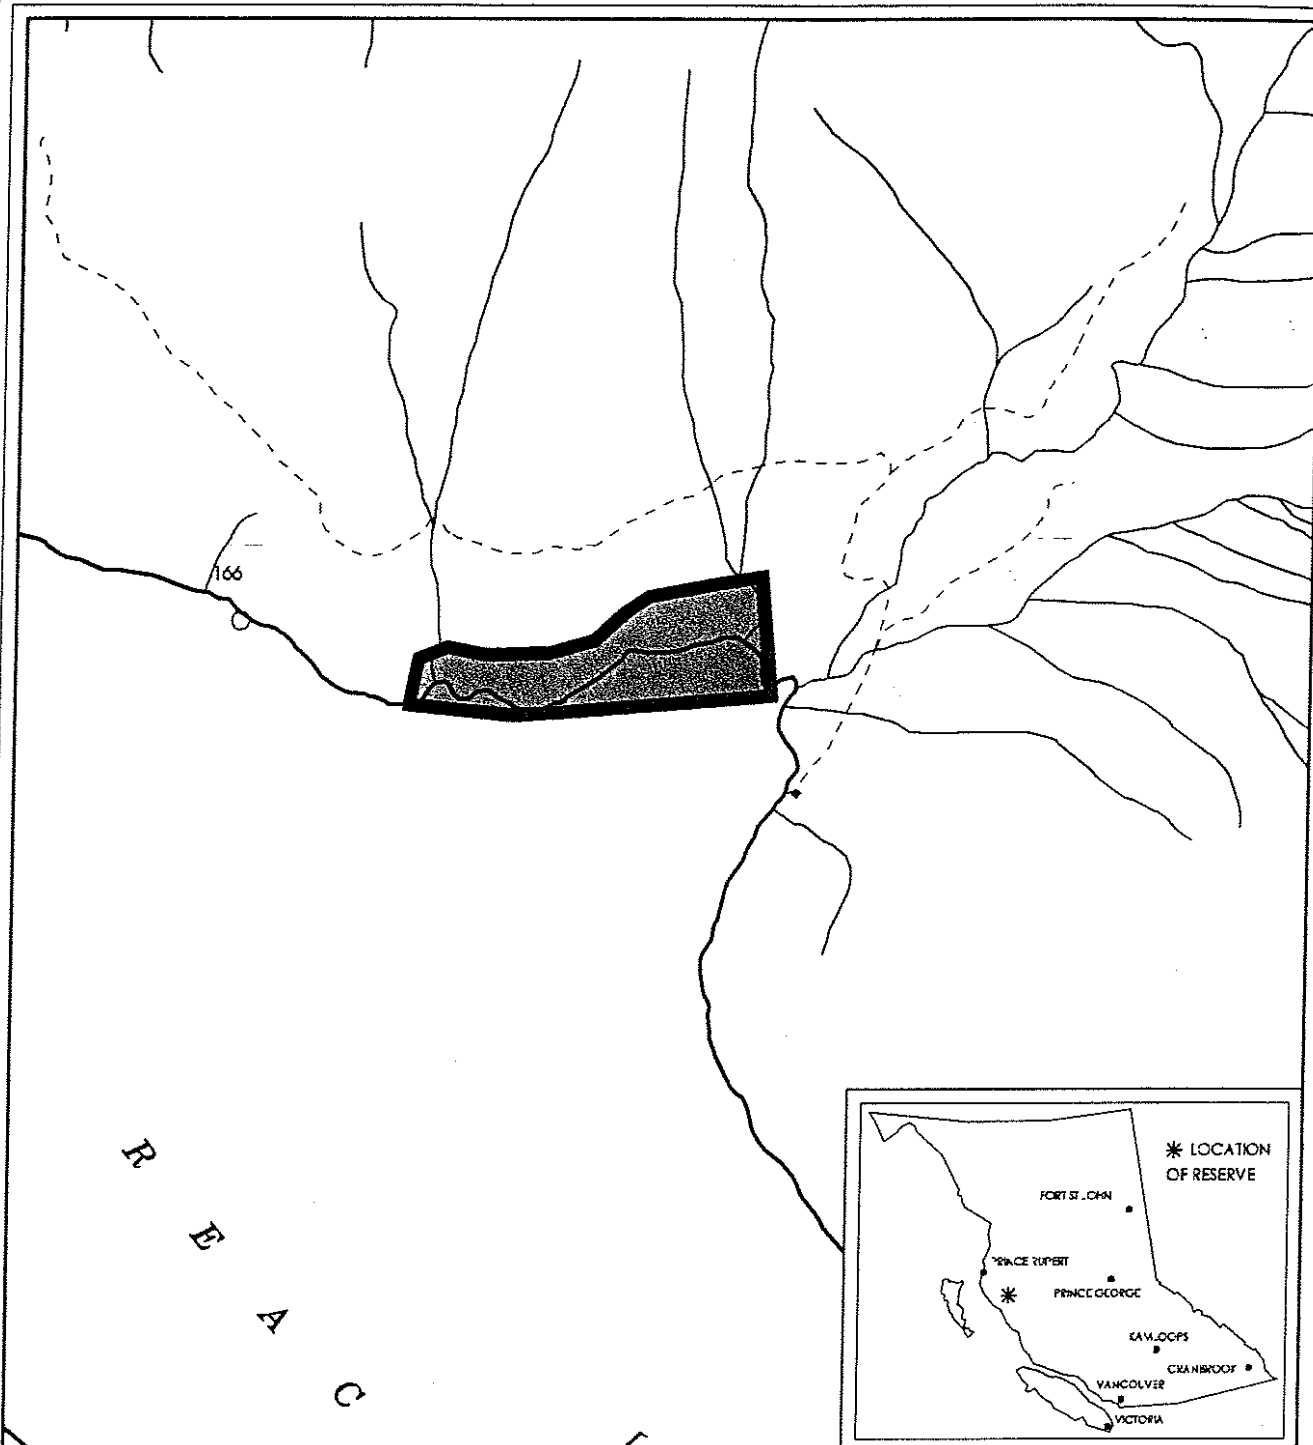 166
R
E
A
C
✳ LOCATION
OF RESERVE
FORT ST. JOHN
PRINCE RUPERT
PRINCE GEORGE
KAMLOOPS
CRANBROOK
VANCOUVER
VICTORIA